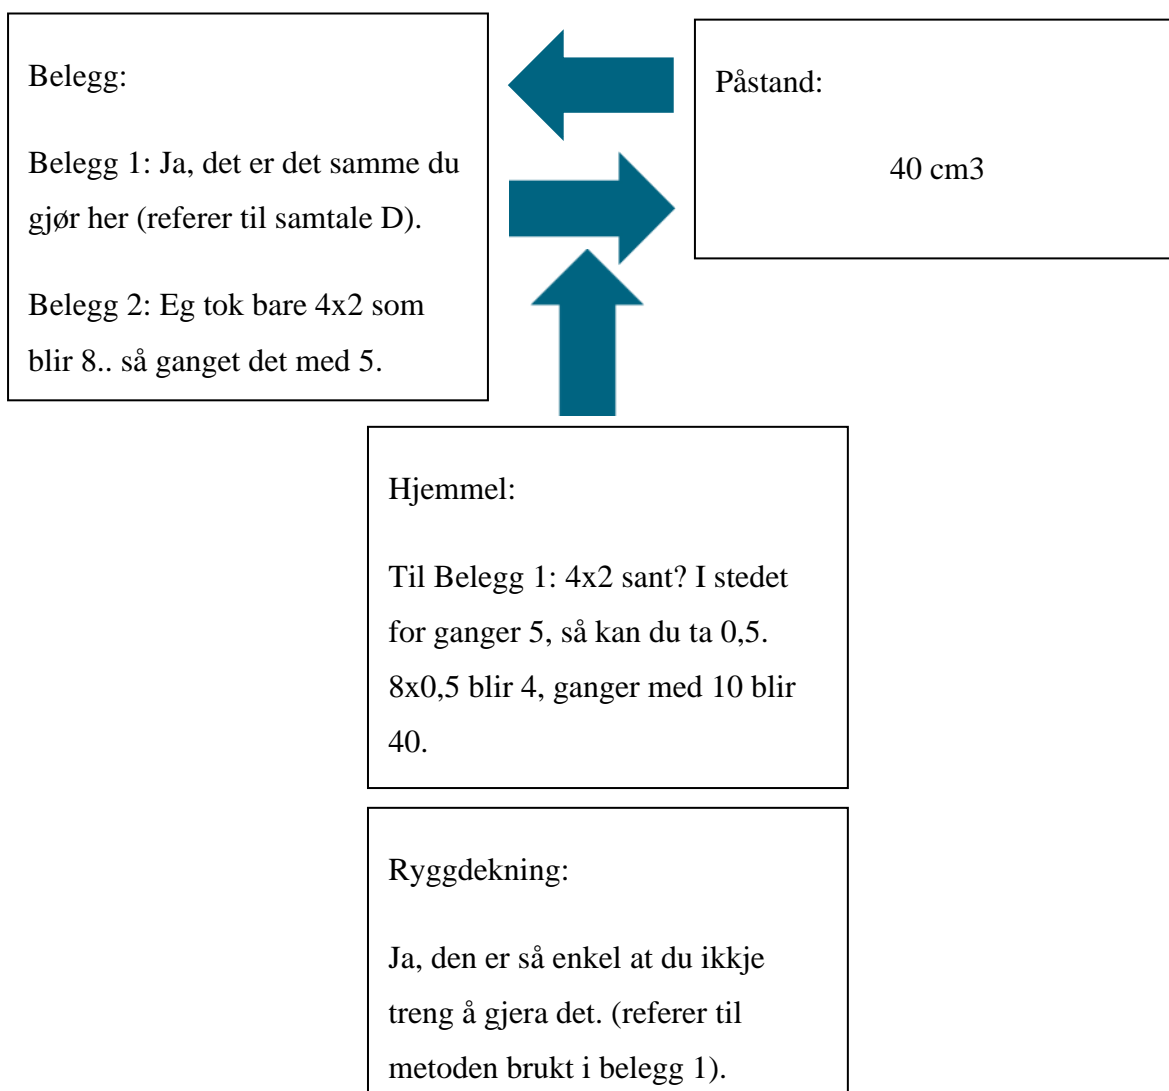 Belegg:
Belegg 1: Ja, det er det samme du
gjør her (referer til samtale D).
Belegg 2: Eg tok bare 4x2 som
blir 8.. så ganget det med 5.
Påstand:
40 cm3
Hjemmel:
Til Belegg 1: 4x2 sant? I stedet
for ganger 5, så kan du ta 0,5.
8x0,5 blir 4, ganger med 10 blir
40.
Ryggdekning:
Ja, den er så enkel at du ikkje
treng å gjera det. (referer til
metoden brukt i belegg 1).